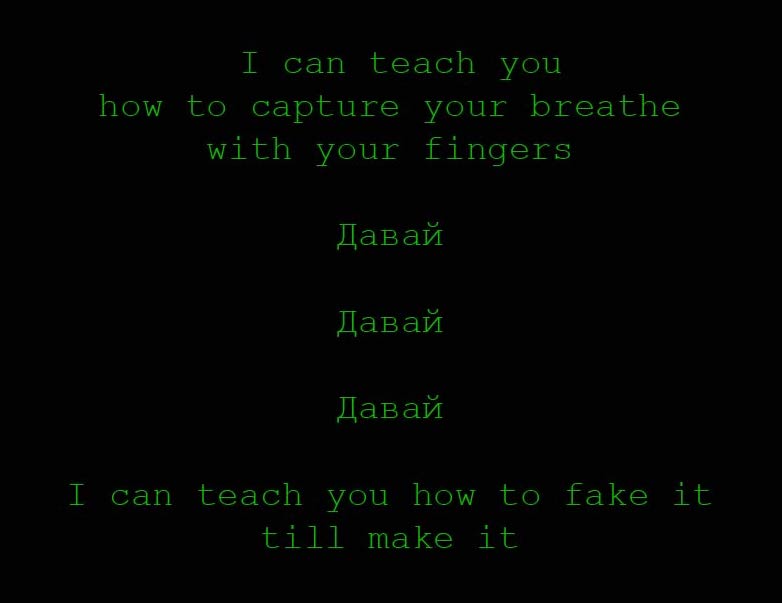 I can teach you
how to capture your breathe
with your fingers
Давай
Давай
Давай
I can teach you how to fake it
till make it